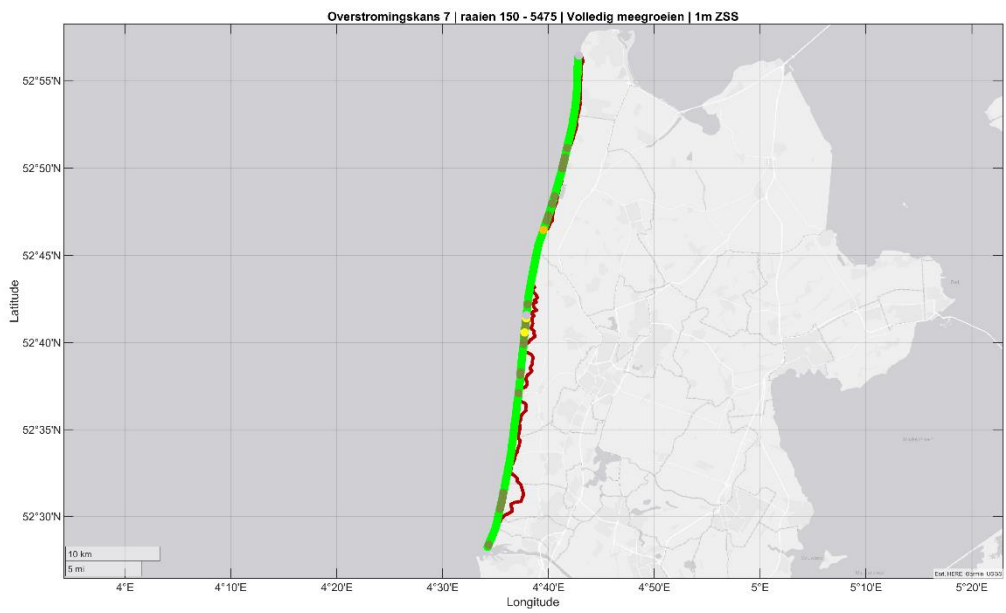 Overstromingskans 7 | raaien 150 - 5475 | Volledig meegroeien | 1m ZSS
52°55'N
52°50'N
52°45'N
52°40'N
52°35'N
52°30'N
Latitude
10 km
5 mi
Esri, HERE, Garmin, USGS
4°E
4°10'E
4°20'E
4°30'E
4°40'E
4°50'E
5°E
5°10'E
5°20'E
Longitude